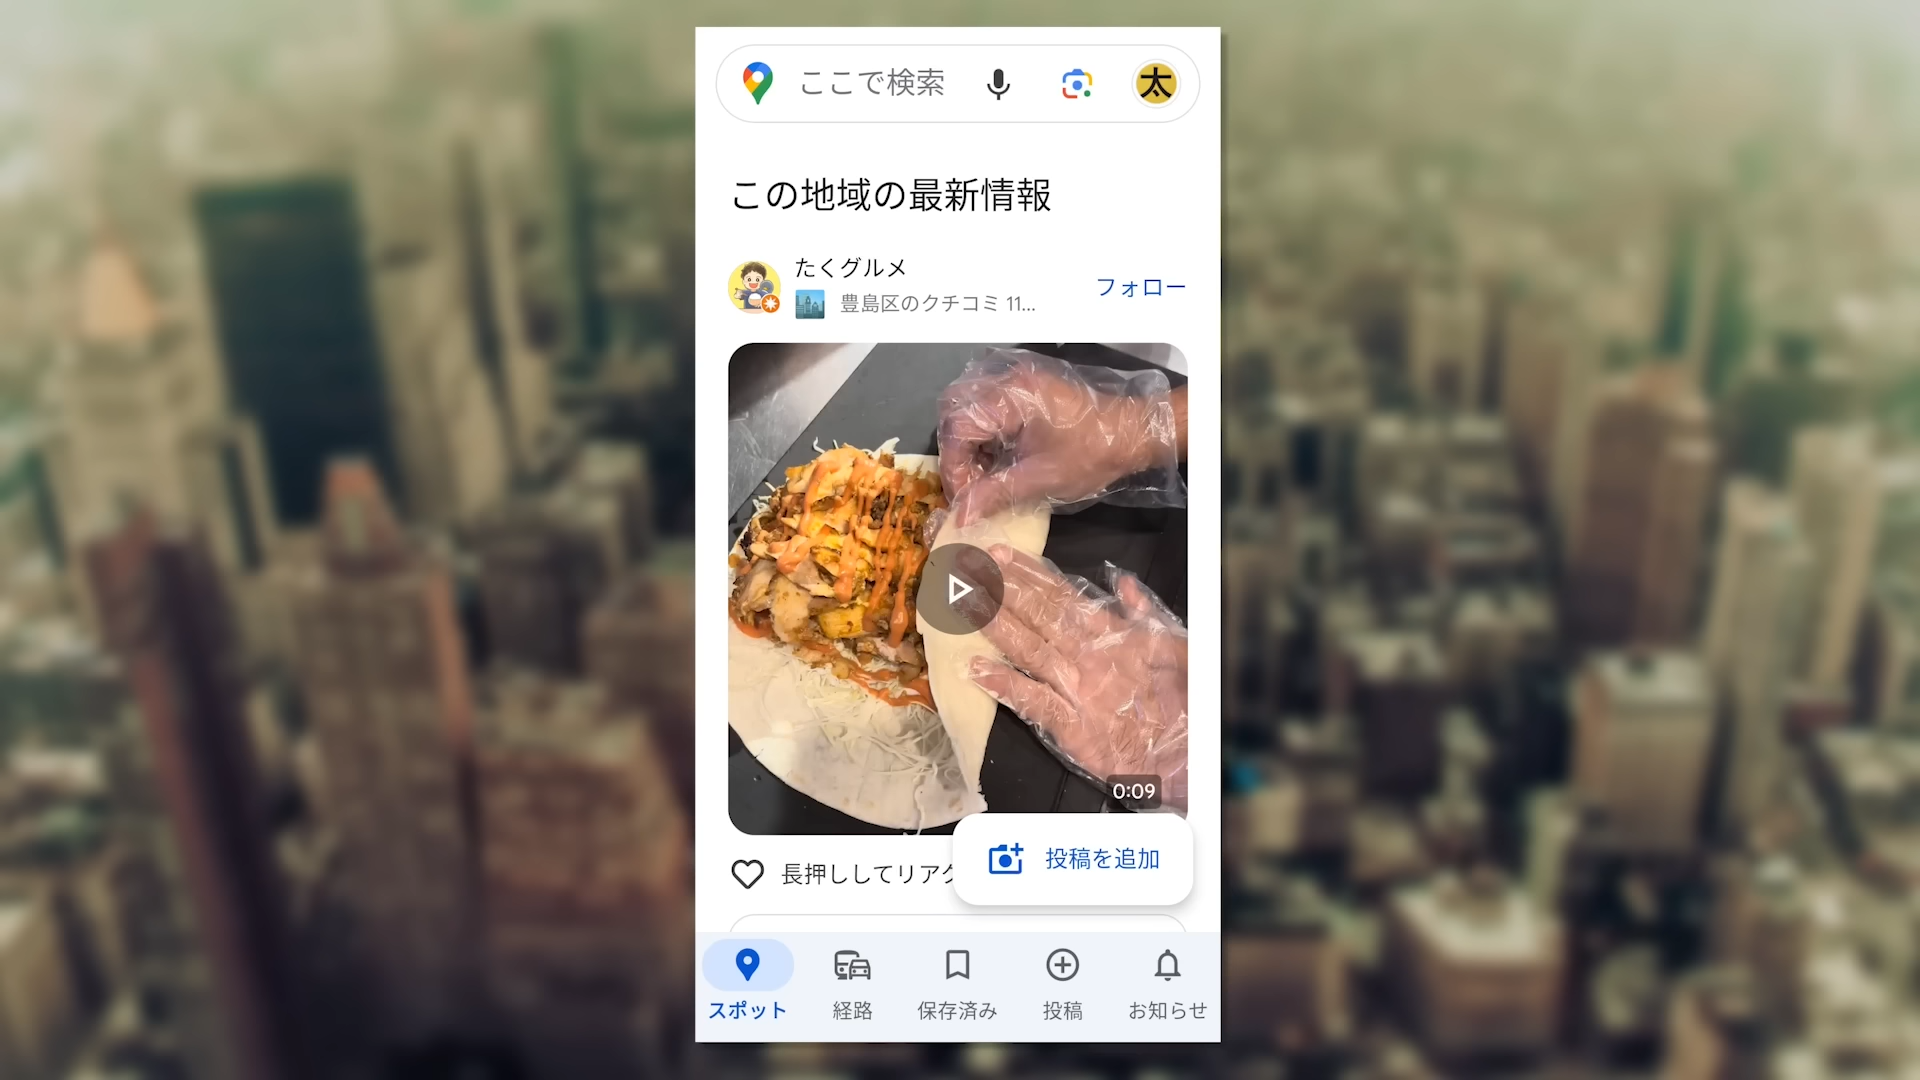 ここで検索
太
この地域の最新情報
たくグルメ
豊島区のクチコミ 11...
フォロー
0:09
長押ししてリアク
投稿を追加
スポット
経路
保存済み
投稿
お知らせ